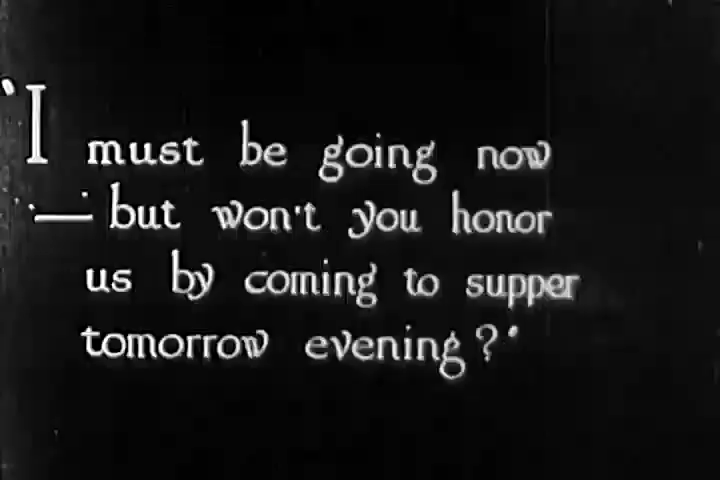 'I must be going now
— but won't you honor
us by coming to supper
tomorrow evening?'